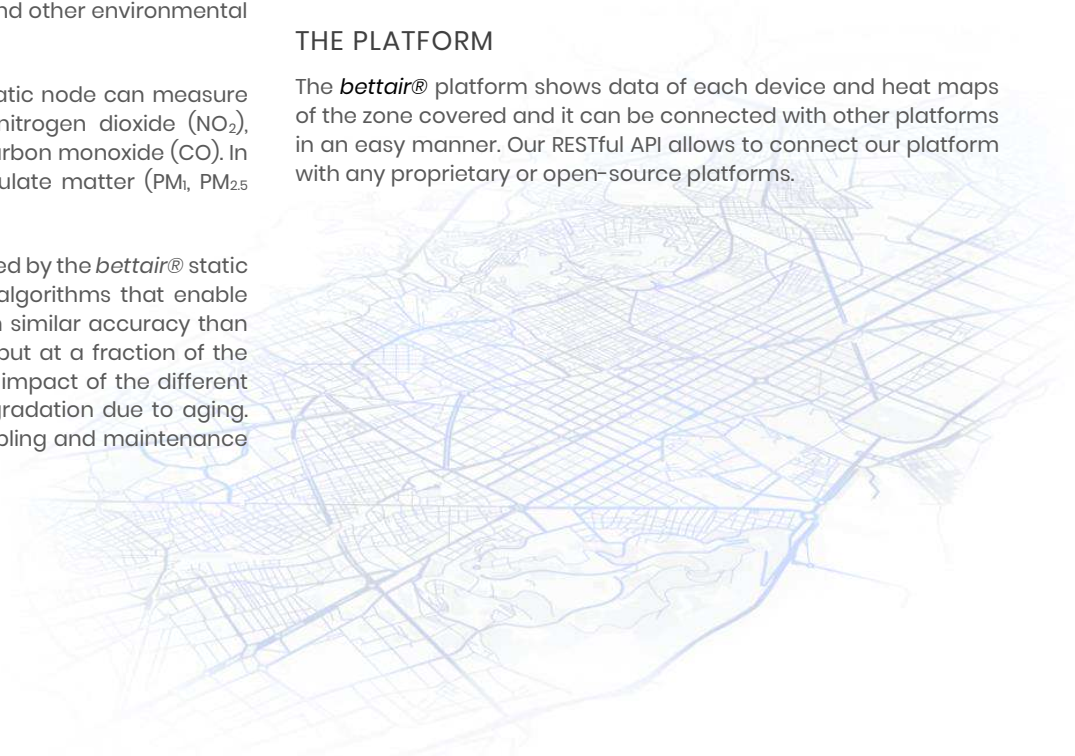 nd other environmental
atic node can measure
nitrogen dioxide (NO₂),
rbon monoxide (CO). In
ulate matter (PM₁, PM₂.₅
ed by the bettair® static
algorithms that enable
similar accuracy than
but at a fraction of the
impact of the different
gradation due to aging.
pling and maintenance
THE PLATFORM
The bettair® platform shows data of each device and heat maps
of the zone covered and it can be connected with other platforms
in an easy manner. Our RESTful API allows to connect our platform
with any proprietary or open-source platforms.